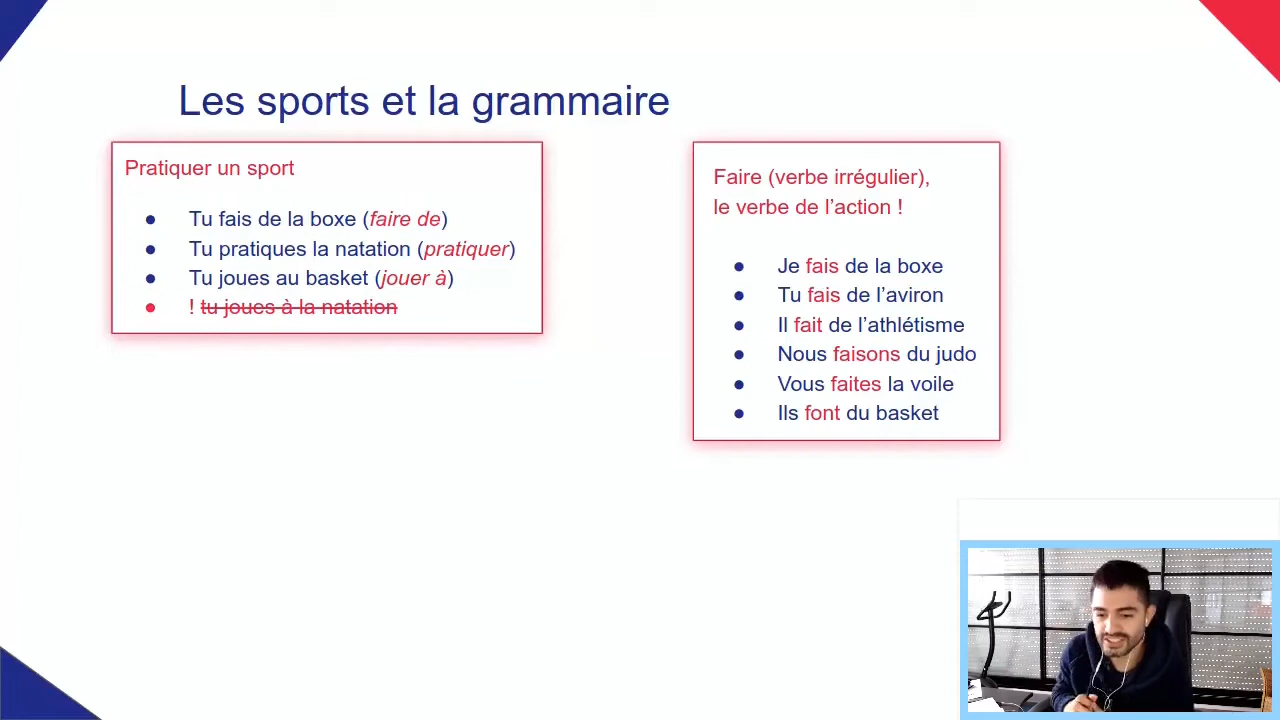 Les sports et la grammaire
Pratiquer un sport
● Tu fais de la boxe (faire de)
● Tu pratiques la natation (pratiquer)
● Tu joues au basket (jouer à)
● ! tu joues à la natation
Faire (verbe irrégulier),
le verbe de l’action !
● Je fais de la boxe
● Tu fais de l’aviron
● Il fait de l’athlétisme
● Nous faisons du judo
● Vous faites la voile
● Ils font du basket